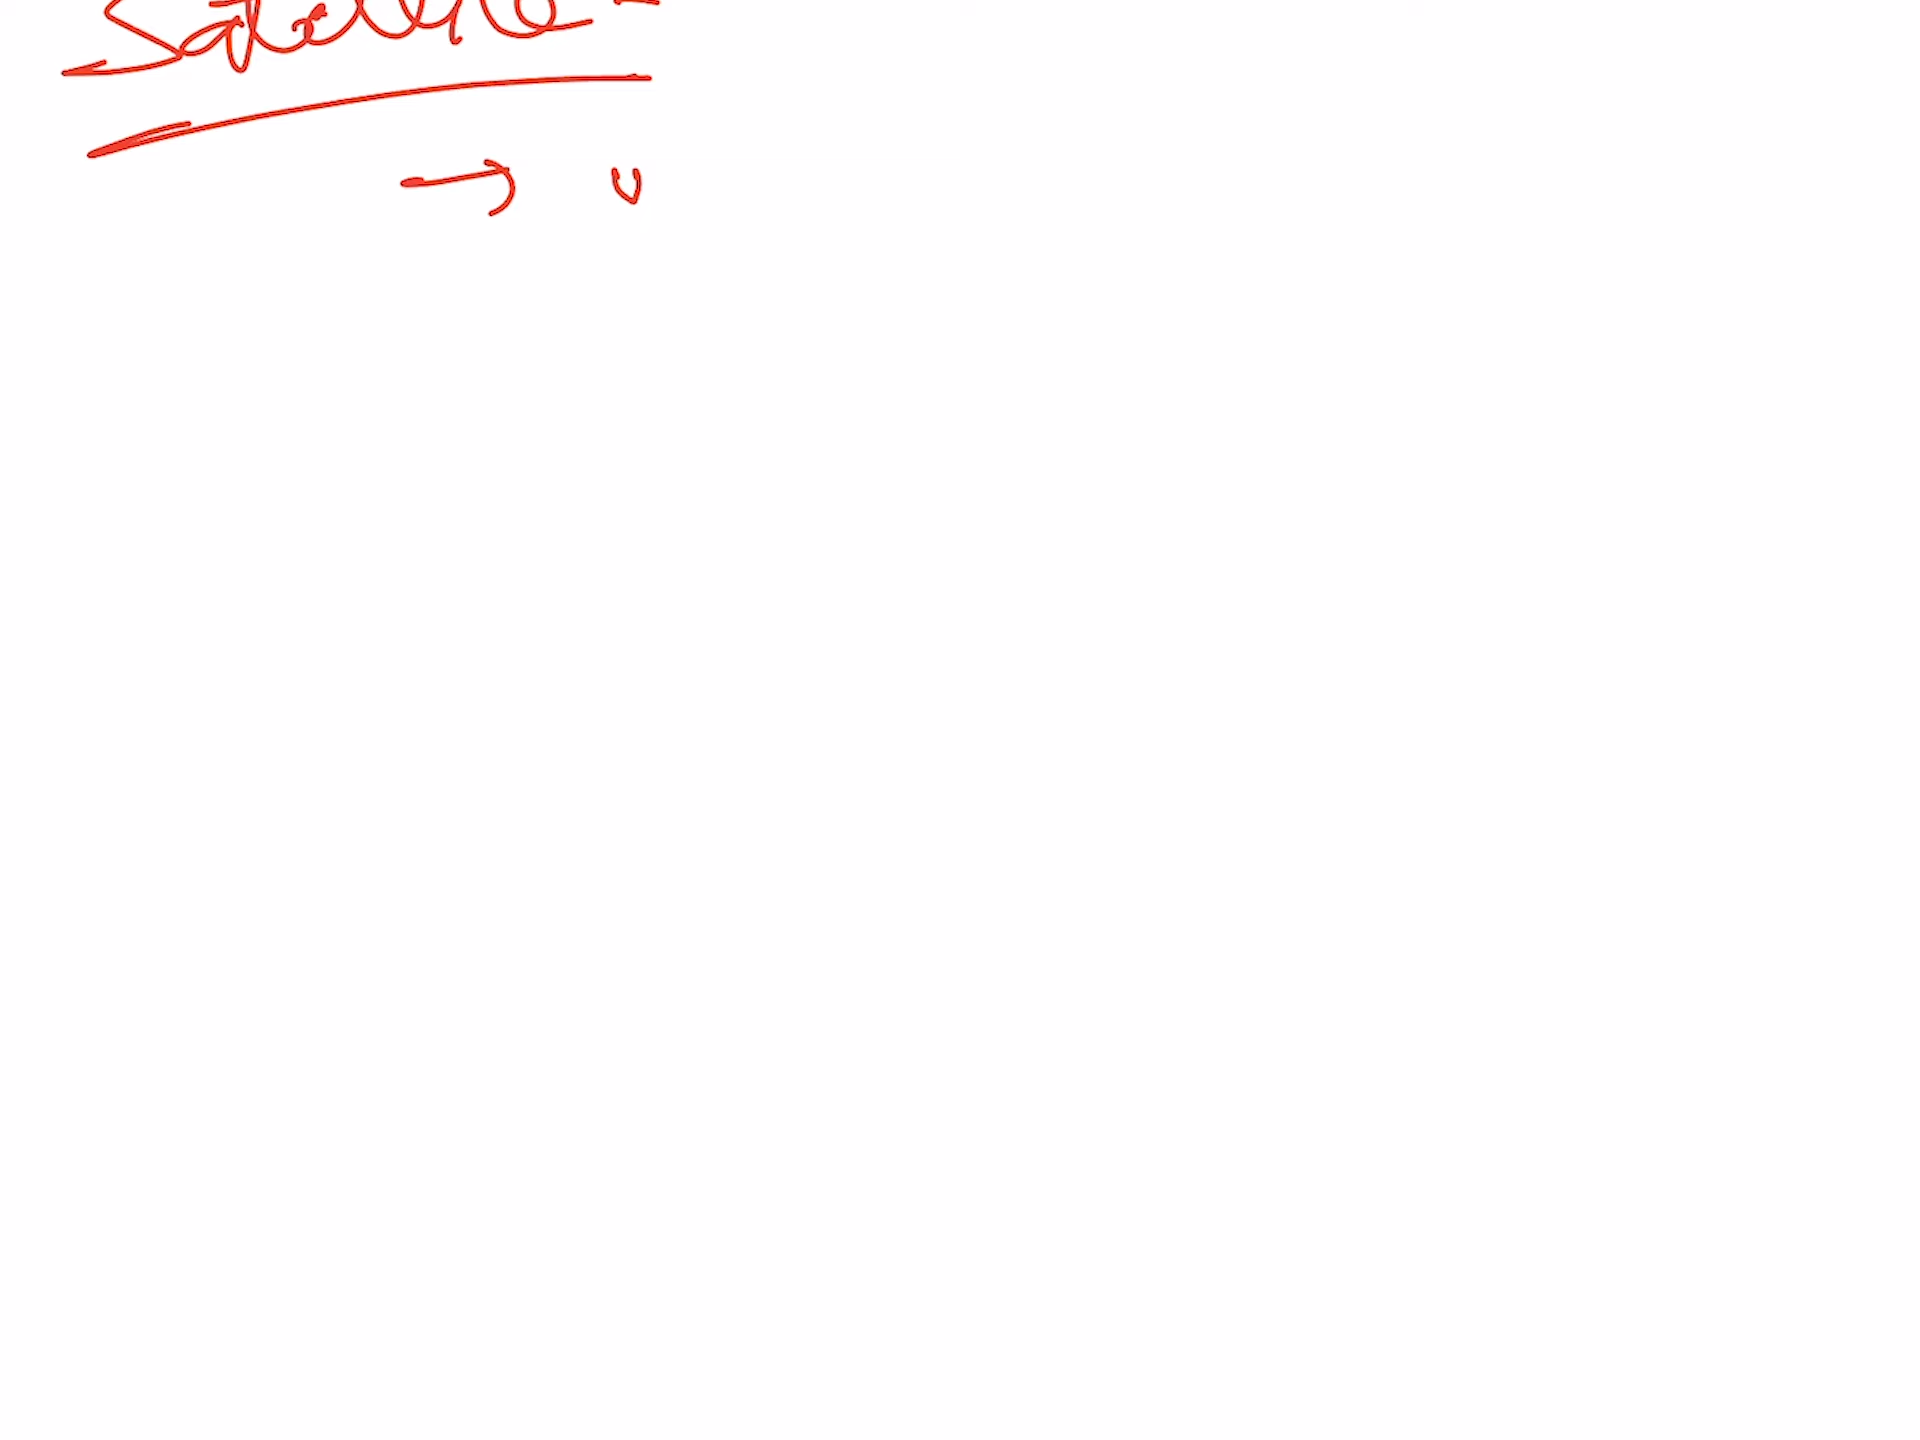 Satellite -
→ u